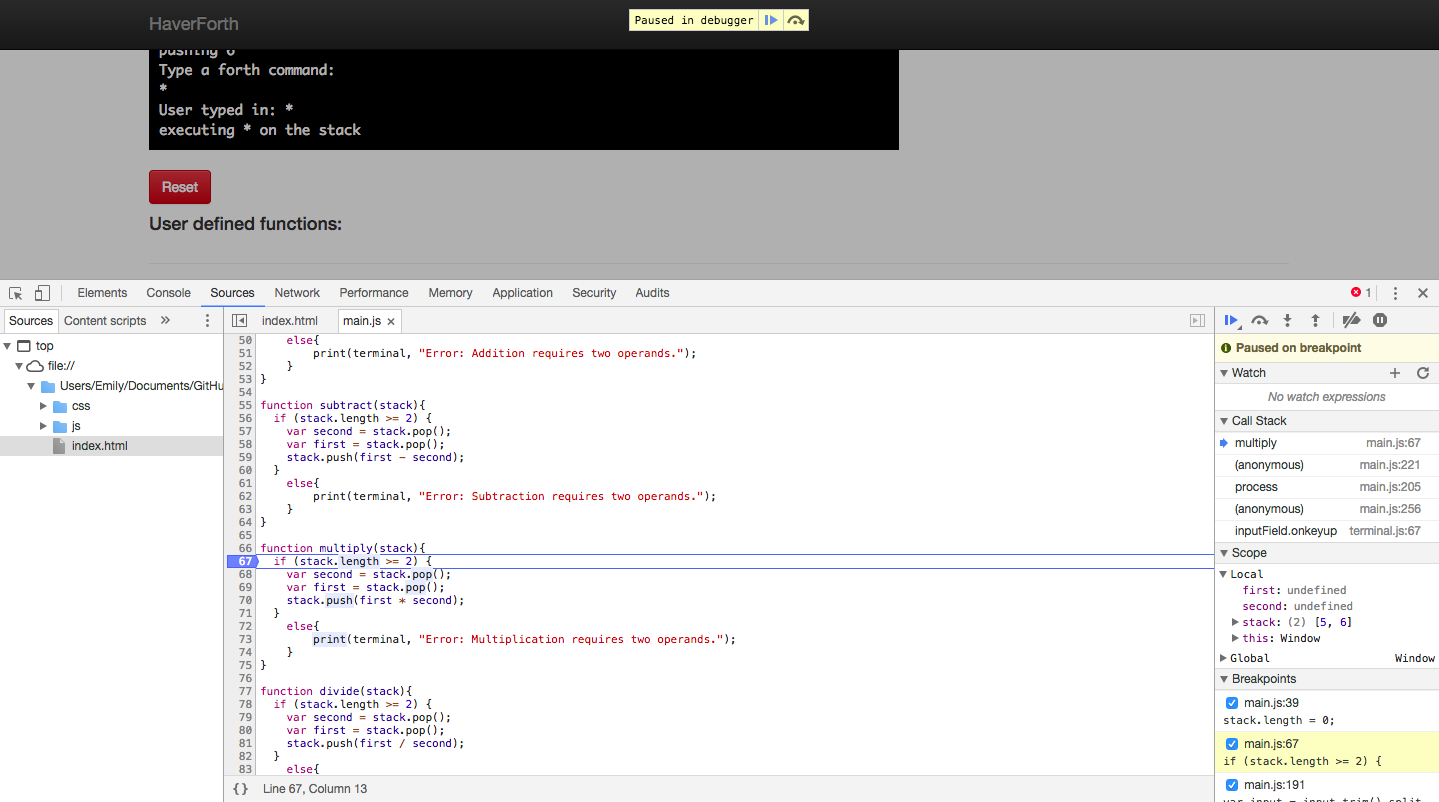 HaverForth
Paused in debugger
pushing 6
Type a forth command:
*
User typed in: *
executing * on the stack
Reset
User defined functions:
Elements Console Sources Network Performance Memory Application Security Audits
1
Sources Content scripts »
top
file://
Users/Emily/Documents/GitHu
css
js
index.html
index.html main.js ×
50 else{
51 print(terminal, "Error: Addition requires two operands.");
52 }
53 }
54
55 function subtract(stack){
56 if (stack.length >= 2) {
57 var second = stack.pop();
58 var first = stack.pop();
59 stack.push(first - second);
60 }
61 else{
62 print(terminal, "Error: Subtraction requires two operands.");
63 }
64 }
65
66 function multiply(stack){
67 if (stack.length >= 2) {
68 var second = stack.pop();
69 var first = stack.pop();
70 stack.push(first * second);
71 }
72 else{
73 print(terminal, "Error: Multiplication requires two operands.");
74 }
75 }
76
77 function divide(stack){
78 if (stack.length >= 2) {
79 var second = stack.pop();
80 var first = stack.pop();
81 stack.push(first / second);
82 }
83 else{
{} Line 67, Column 13
Paused on breakpoint
Watch
No watch expressions
Call Stack
multiply main.js:67
(anonymous) main.js:221
process main.js:205
(anonymous) main.js:256
inputField.onkeyup terminal.js:67
Scope
Local
first: undefined
second: undefined
stack: (2) [5, 6]
this: Window
Global Window
Breakpoints
main.js:39
stack.length = 0;
main.js:67
if (stack.length >= 2) {
main.js:191
var input = input.trim().split